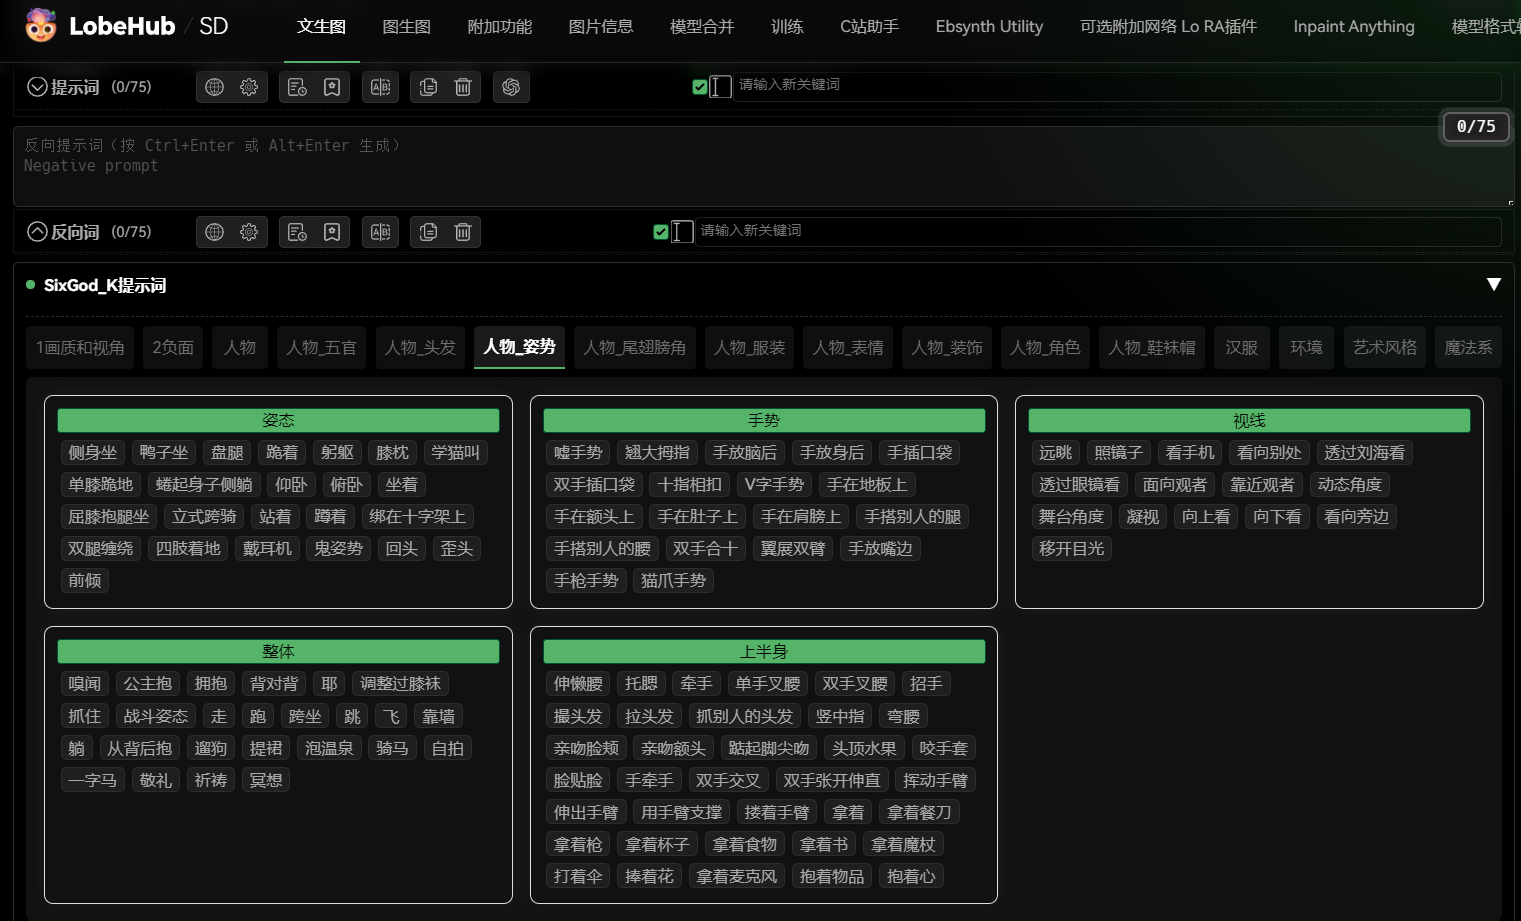 LobeHub / SD 文生图 图生图 附加功能 图片信息 模型合并 训练 C站助手 Ebsynth Utility 可选附加网络 Lo RA插件 Inpaint Anything 模型格式
提示词 (0/75) 请输入新关键词
0/75
反向提示词（按 Ctrl+Enter 或 Alt+Enter 生成）
Negative prompt
反向词 (0/75) 请输入新关键词
SixGod_K提示词
1画质和视角 2负面 人物 人物_五官 人物_头发 人物_姿势 人物_尾翅膀角 人物_服装 人物_表情 人物_装饰 人物_角色 人物_鞋袜帽 汉服 环境 艺术风格 魔法系
姿态
侧身坐 鸭子坐 盘腿 跪着 躬躯 膝枕 学猫叫
单膝跪地 蜷起身子侧躺 仰卧 俯卧 坐着
屈膝抱腿坐 立式跨骑 站着 蹲着 绑在十字架上
双腿缠绕 四肢着地 戴耳机 鬼姿势 回头 歪头
前倾
手势
嘘手势 翘大拇指 手放脑后 手放身后 手插口袋
双手插口袋 十指相扣 V字手势 手在地板上
手在额头上 手在肚子上 手在肩膀上 手搭别人的腿
手搭别人的腰 双手合十 翼展双臂 手放嘴边
手枪手势 猫爪手势
视线
远眺 照镜子 看手机 看向别处 透过刘海看
透过眼镜看 面向观者 靠近观者 动态角度
舞台角度 凝视 向上看 向下看 看向旁边
移开目光
整体
嗅闻 公主抱 拥抱 背对背 耶 调整过膝袜
抓住 战斗姿态 走 跑 跨坐 跳 飞 靠墙
躺 从背后抱 遛狗 提裙 泡温泉 骑马 自拍
一字马 敬礼 祈祷 冥想
上半身
伸懒腰 托腮 牵手 单手叉腰 双手叉腰 招手
撮头发 拉头发 抓别人的头发 竖中指 弯腰
亲吻脸颊 亲吻额头 踮起脚尖吻 头顶水果 咬手套
脸贴脸 手牵手 双手交叉 双手张开伸直 挥动手臂
伸出手臂 用手臂支撑 搂着手臂 拿着 拿着餐刀
拿着枪 拿着杯子 拿着食物 拿着书 拿着魔杖
打着伞 捧着花 拿着麦克风 抱着物品 抱着心